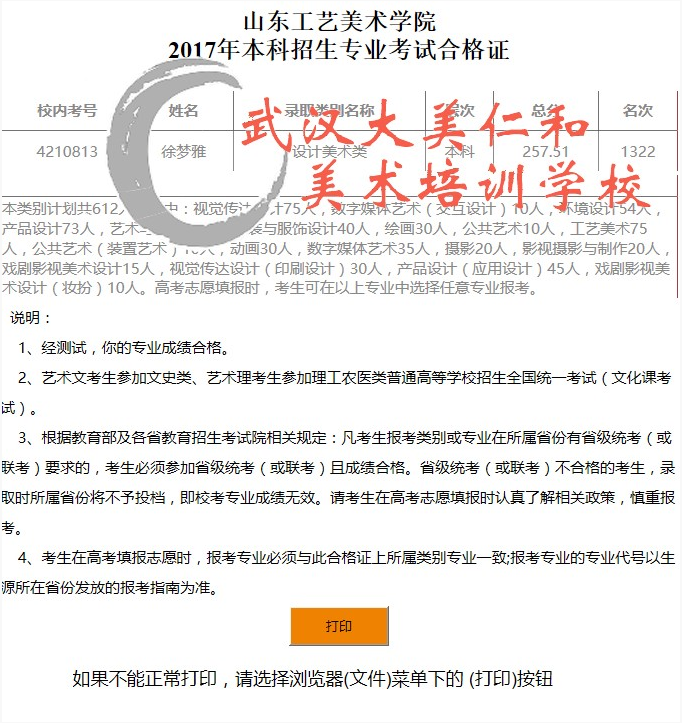 山东工艺美术学院
2017年本科招生专业考试合格证
校内考号 姓名 录取类别名称 层次 总分 名次
4210813 徐梦雅 设计美术类 本科 257.51 1322
武汉大美仁和
美术培训学校
本类别计划共612人 其中：视觉传达设计75人，数字媒体艺术（交互设计）10人，环境设计54人，
产品设计73人，艺术 装与服饰设计40人，绘画30人，公共艺术10人，工艺美术75
人，公共艺术（装置艺术） 人，动画30人，数字媒体艺术35人，摄影20人，影视摄影与制作20人，
戏剧影视美术设计15人，视觉传达设计（印刷设计）30人，产品设计（应用设计）45人，戏剧影视美
术设计（妆扮）10人。高考志愿填报时，考生可在以上专业中选择任意专业报考。
说明：
1、经测试，你的专业成绩合格。
2、艺术文考生参加文史类、艺术理考生参加理工农医类普通高等学校招生全国统一考试（文化课考
试）。
3、根据教育部及各省教育招生考试院相关规定：凡考生报考类别或专业在所属省份有省级统考（或
联考）要求的，考生必须参加省级统考（或联考）且成绩合格。省级统考（或联考）不合格的考生，录
取时所属省份将不予投档，即校考专业成绩无效。请考生在高考志愿填报时认真了解相关政策，慎重报
考。
4、考生在高考填报志愿时，报考专业必须与此合格证上所属类别专业一致;报考专业的专业代号以生
源所在省份发放的报考指南为准。
打印
如果不能正常打印，请选择浏览器(文件)菜单下的 (打印)按钮